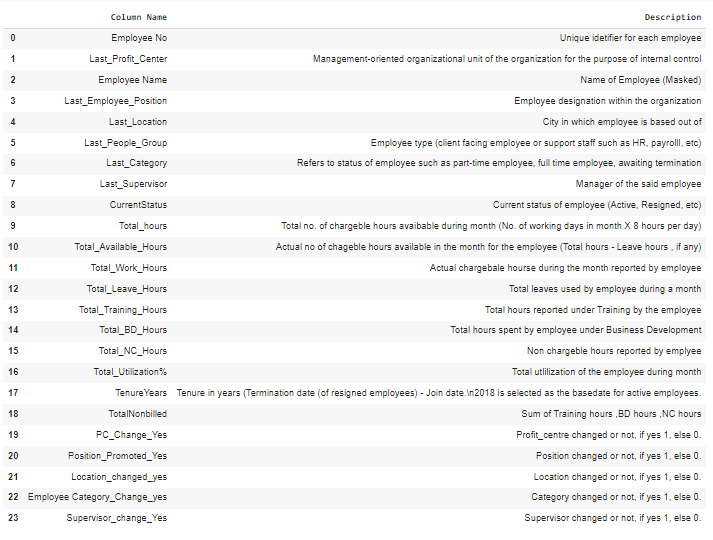 Column Name Description
0 Employee No Unique idetifier for each employee
1 Last_Profit_Center Management-oriented organizational unit of the organization for the purpose of internal control
2 Employee Name Name of Employee (Masked)
3 Last_Employee_Position Employee designation within the organization
4 Last_Location City in which employee is based out of
5 Last_People_Group Employee type (client facing employee or support staff such as HR, payrolll, etc)
6 Last_Category Refers to status of employee such as part-time employee, full time employee, awaiting termination
7 Last_Supervisor Manager of the said employee
8 CurrentStatus Current status of employee (Active, Resigned, etc)
9 Total_hours Total no. of chargeble hours avaibable during month (No. of working days in month X 8 hours per day)
10 Total_Available_Hours Actual no of chageble hours available in the month for the employee (Total hours - Leave hours , if any)
11 Total_Work_Hours Actual chargebale hourse during the month reported by employee
12 Total_Leave_Hours Total leaves used by employee during a month
13 Total_Training_Hours Total hours reported under Training by the employee
14 Total_BD_Hours Total hours spent by employee under Business Development
15 Total_NC_Hours Non chargeble hours reported by emplyee
16 Total_Utilization% Total utlilization of the employee during month
17 TenureYears Tenure in years (Termination date (of resigned employees) - Join date.\n2018 is selected as the basedate for active employees.
18 TotalNonbilled Sum of Training hours ,BD hours ,NC hours
19 PC_Change_Yes Profit_centre changed or not, if yes 1, else 0.
20 Position_Promoted_Yes Position changed or not, if yes 1, else 0.
21 Location_changed_yes Location changed or not, if yes 1, else 0.
22 Employee Category_Change_yes Category changed or not, if yes 1, else 0.
23 Supervisor_change_Yes Supervisor changed or not, if yes 1, else 0.